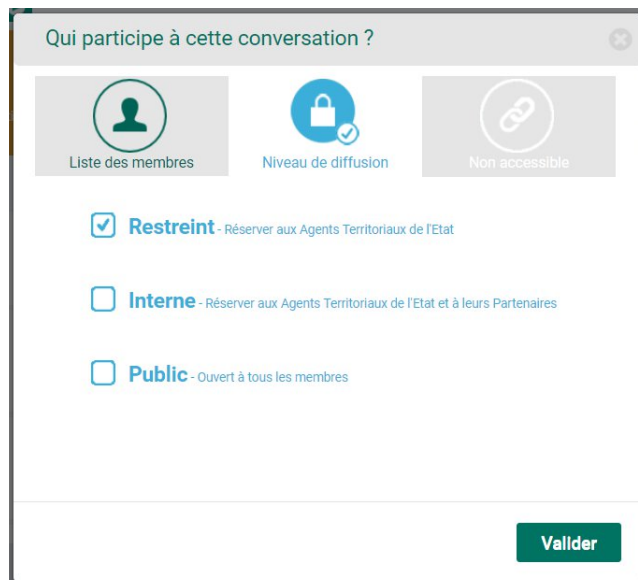 Qui participe à cette conversation ?
Liste des membres
Niveau de diffusion
Non accessible
Restreint - Réserver aux Agents Territoriaux de l'Etat
Interne - Réserver aux Agents Territoriaux de l'Etat et à leurs Partenaires
Public - Ouvert à tous les membres
Valider